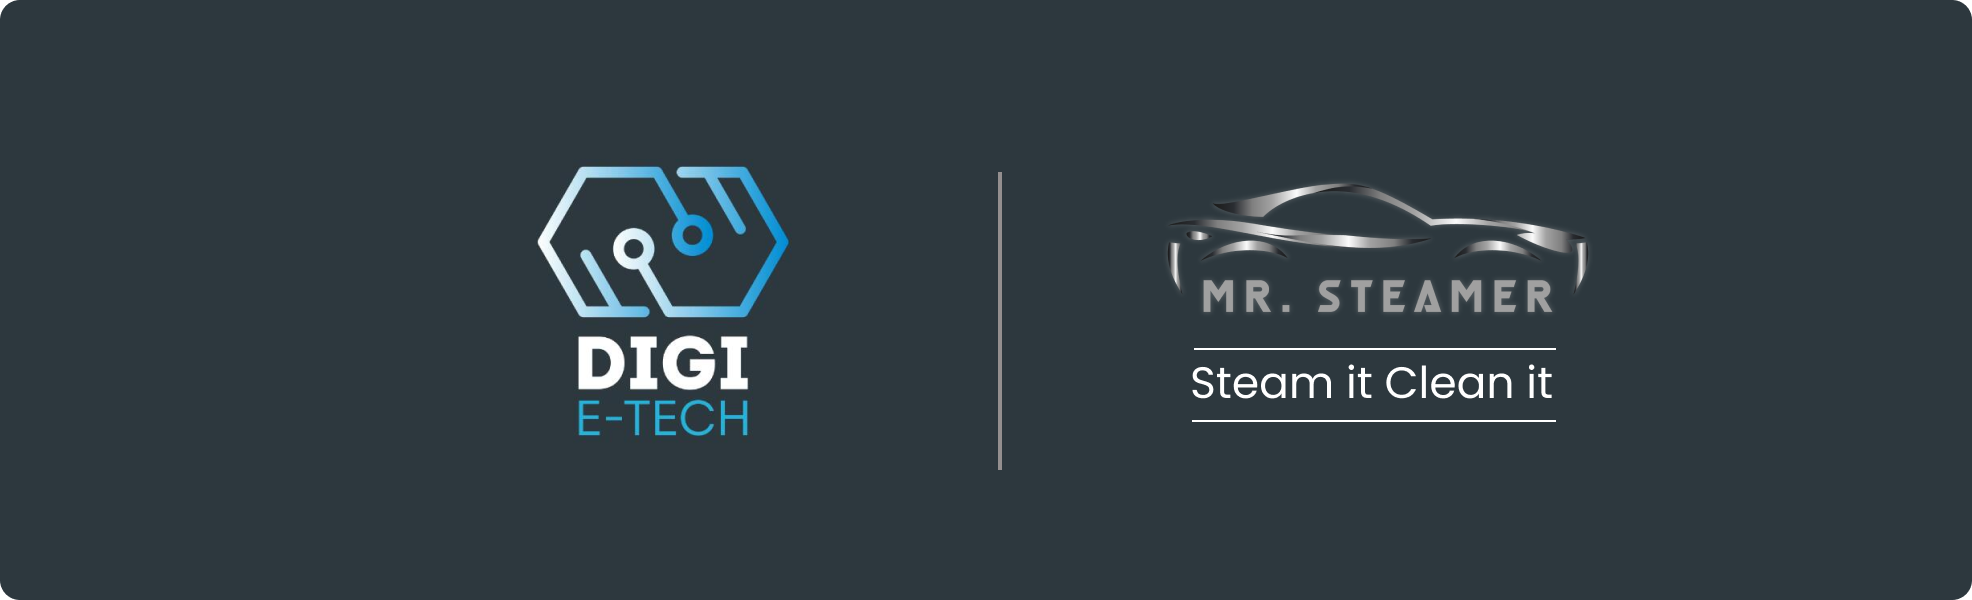 DIGI
E-TECH
MR. STEAMER
Steam it Clean it